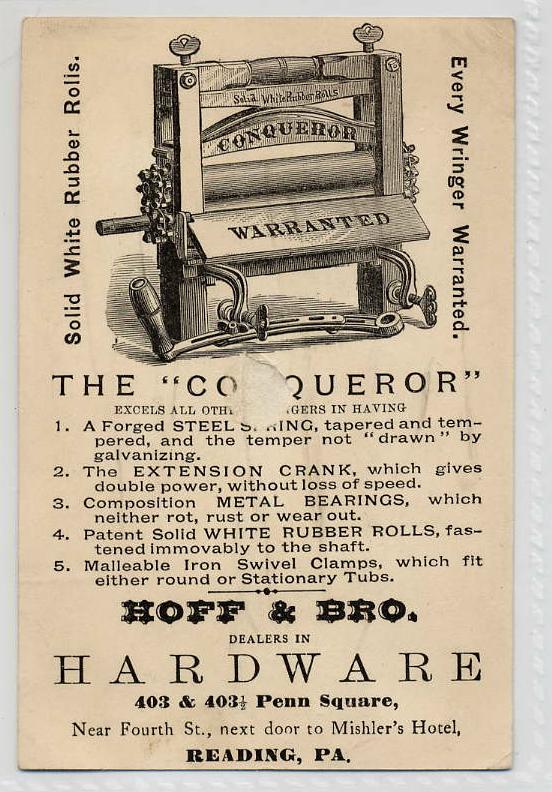 Solid White Rubber Rolls.
Every Wringer Warranted.
Solid White Rubber Rolls
CONQUEROR
WARRANTED
THE "CO QUEROR"
EXCELS ALL OTH GERS IN HAVING
1. A Forged STEEL S RING, tapered and tem-
pered, and the temper not "drawn" by
galvanizing.
2. The EXTENSION CRANK, which gives
double power, without loss of speed.
3. Composition METAL BEARINGS, which
neither rot, rust or wear out.
4. Patent Solid WHITE RUBBER ROLLS, fas-
tened immovably to the shaft.
5. Malleable Iron Swivel Clamps, which fit
either round or Stationary Tubs.
HOFF & BRO.
DEALERS IN
HARDWARE
403 & 403½ Penn Square,
Near Fourth St., next door to Mishler's Hotel,
READING, PA.